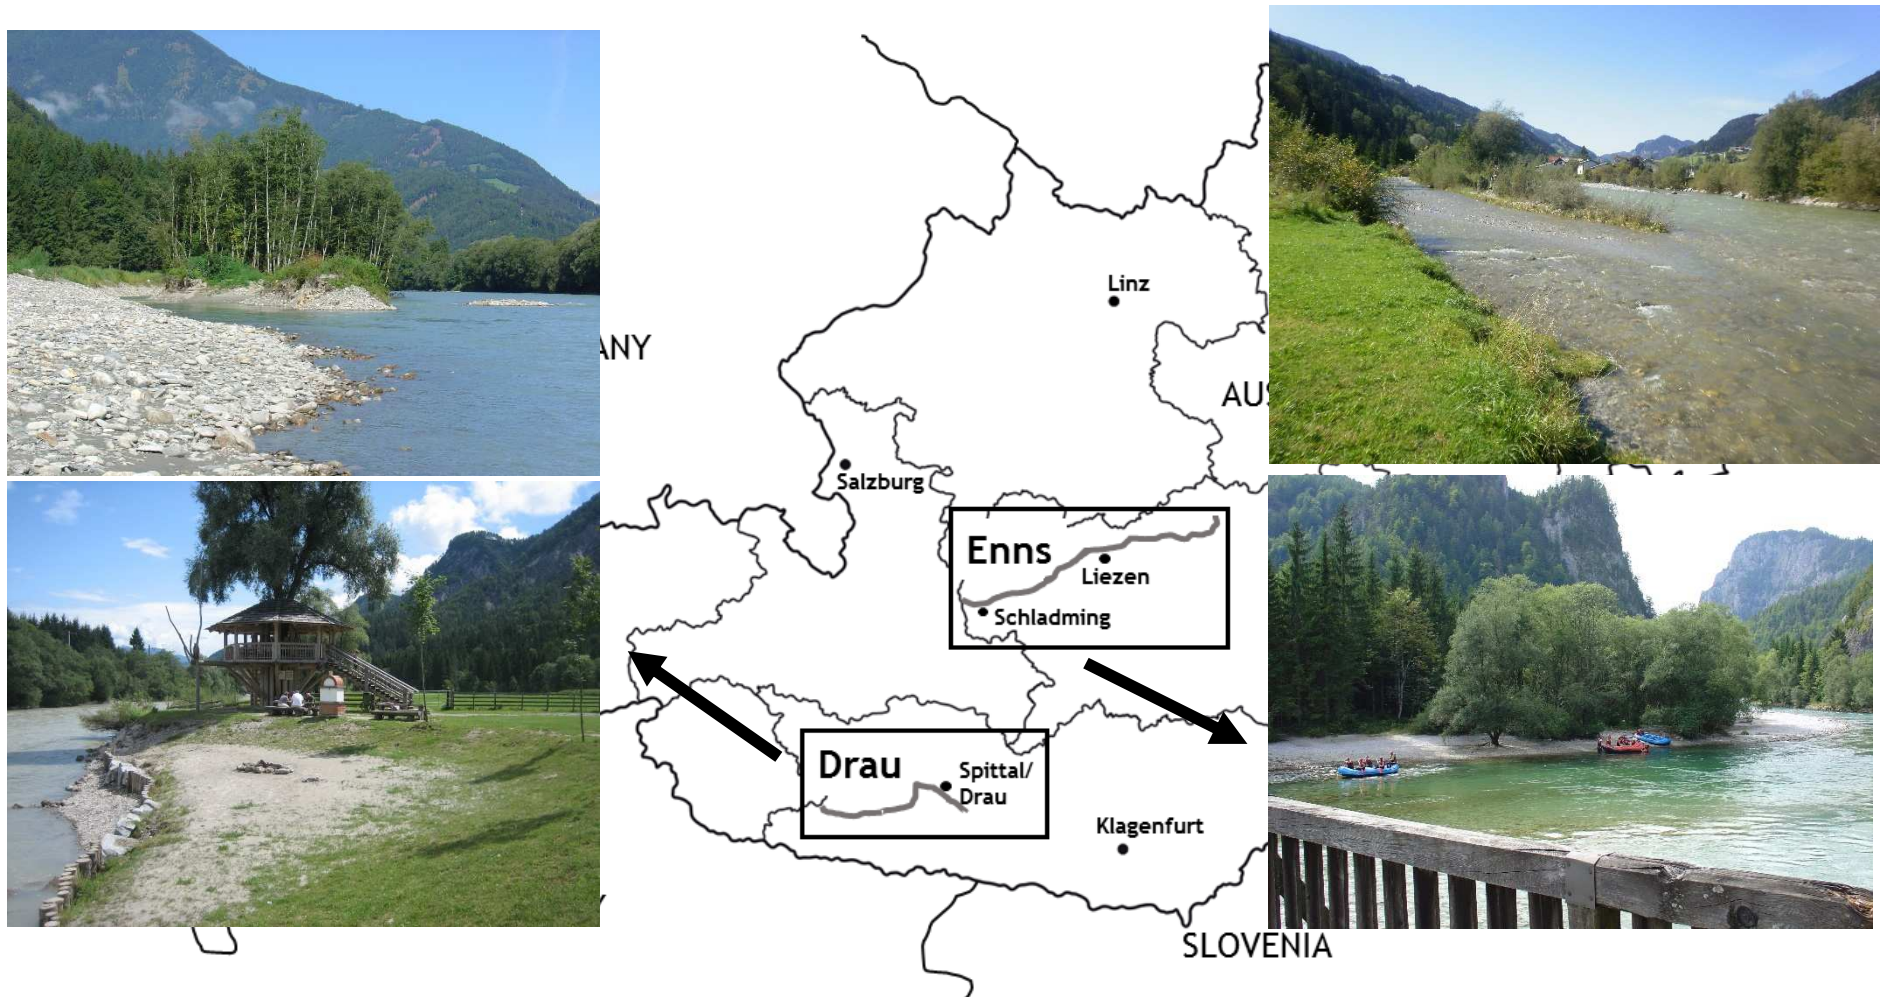 Linz
ANY
AUS
Salzburg
Enns
Liezen
Schladming
Drau
Spittal/
Drau
Klagenfurt
SLOVENIA